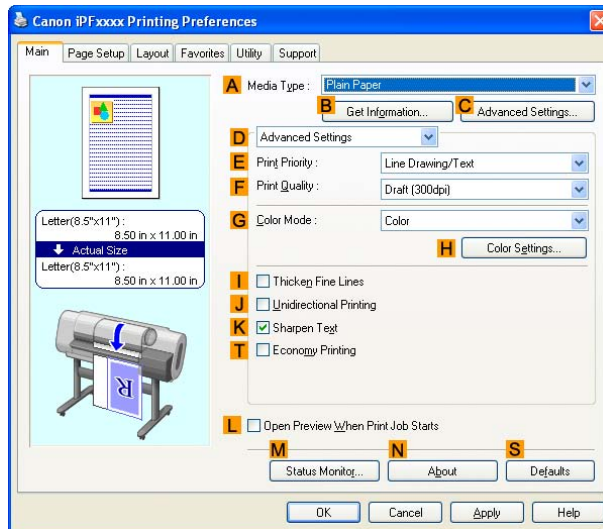 Canon iPFxxxx Printing Preferences
Main Page Setup Layout Favorites Utility Support
A Media Type : Plain Paper
B Get Information... C Advanced Settings...
D Advanced Settings
E Print Priority : Line Drawing/Text
F Print Quality : Draft (300dpi)
G Color Mode : Color
H Color Settings...
Letter(8.5"x11") :
8.50 in x 11.00 in
Actual Size
Letter(8.5"x11") :
8.50 in x 11.00 in
R
I Thicken Fine Lines
J Unidirectional Printing
K Sharpen Text
T Economy Printing
L Open Preview When Print Job Starts
M Status Monitor... N About S Defaults
OK Cancel Apply Help